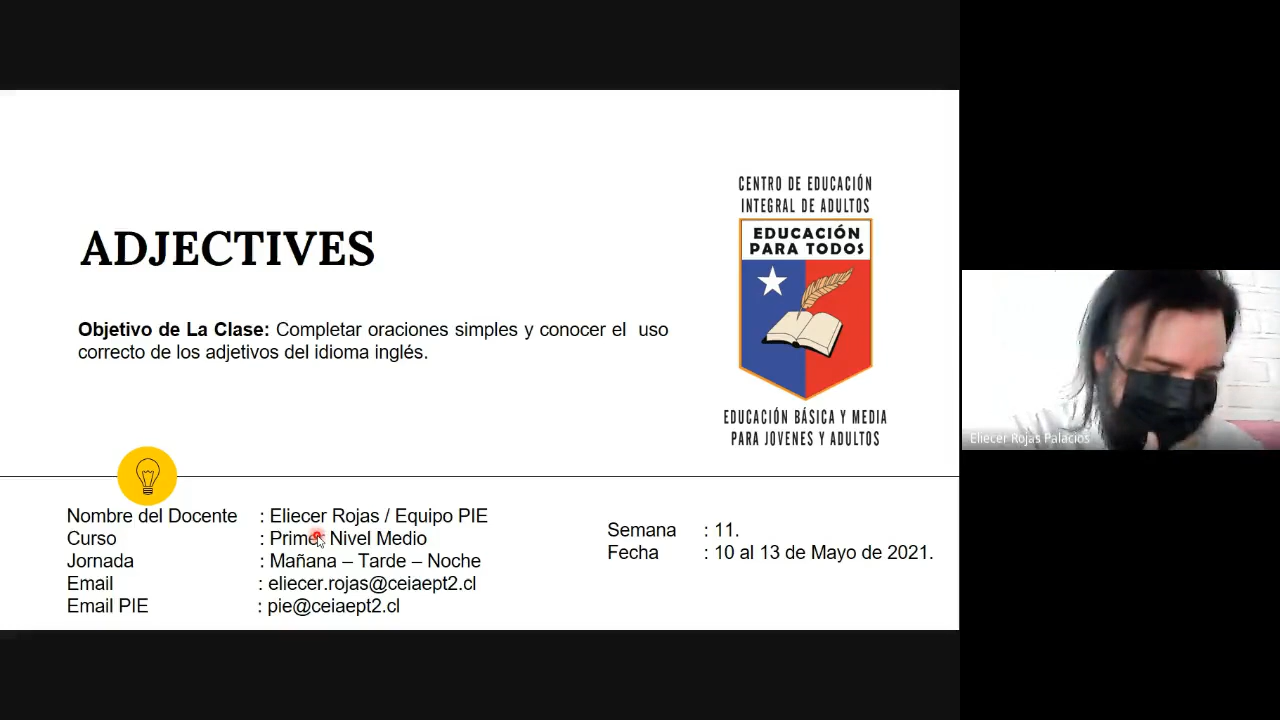 CENTRO DE EDUCACIÓN
INTEGRAL DE ADULTOS
EDUCACIÓN
PARA TODOS
ADJECTIVES
Objetivo de La Clase: Completar oraciones simples y conocer el uso
correcto de los adjetivos del idioma inglés.
EDUCACIÓN BÁSICA Y MEDIA
PARA JOVENES Y ADULTOS
Eliecer Rojas Palacios
Nombre del Docente : Eliecer Rojas / Equipo PIE
Curso : Primer Nivel Medio
Jornada : Mañana – Tarde – Noche
Email : eliecer.rojas@ceiaept2.cl
Email PIE : pie@ceiaept2.cl
Semana : 11.
Fecha : 10 al 13 de Mayo de 2021.